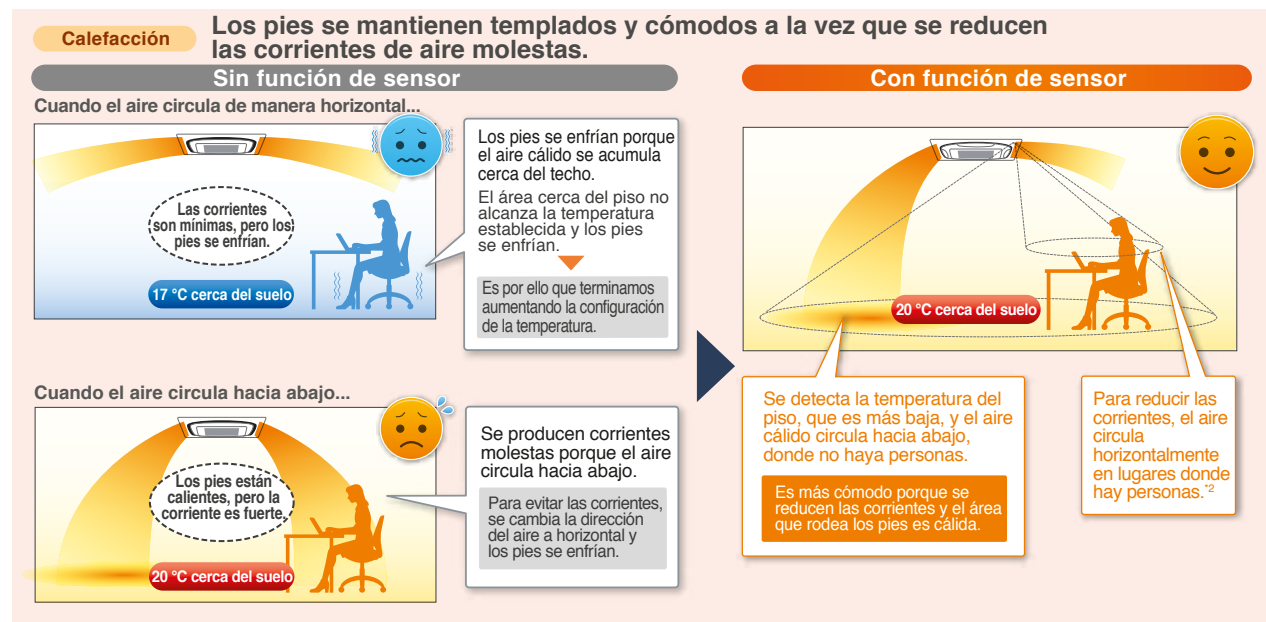 Calefacción
Los pies se mantienen templados y cómodos a la vez que se reducen
las corrientes de aire molestas.
Sin función de sensor
Cuando el aire circula de manera horizontal...
Las corrientes
son mínimas, pero los
pies se enfrían.
17 °C cerca del suelo
Los pies se enfrían porque
el aire cálido se acumula
cerca del techo.
El área cerca del piso no
alcanza la temperatura
establecida y los pies
se enfrían.
Es por ello que terminamos
aumentando la configuración
de la temperatura.
Cuando el aire circula hacia abajo...
Los pies están
calientes, pero la
corriente es fuerte.
20 °C cerca del suelo
Se producen corrientes
molestas porque el aire
circula hacia abajo.
Para evitar las corrientes,
se cambia la dirección
del aire a horizontal y
los pies se enfrían.
Con función de sensor
20 °C cerca del suelo
Se detecta la temperatura del
piso, que es más baja, y el aire
cálido circula hacia abajo,
donde no haya personas.
Es más cómodo porque se
reducen las corrientes y el área
que rodea los pies es cálida.
Para reducir las
corrientes, el aire
circula
horizontalmente
en lugares donde
hay personas.*2